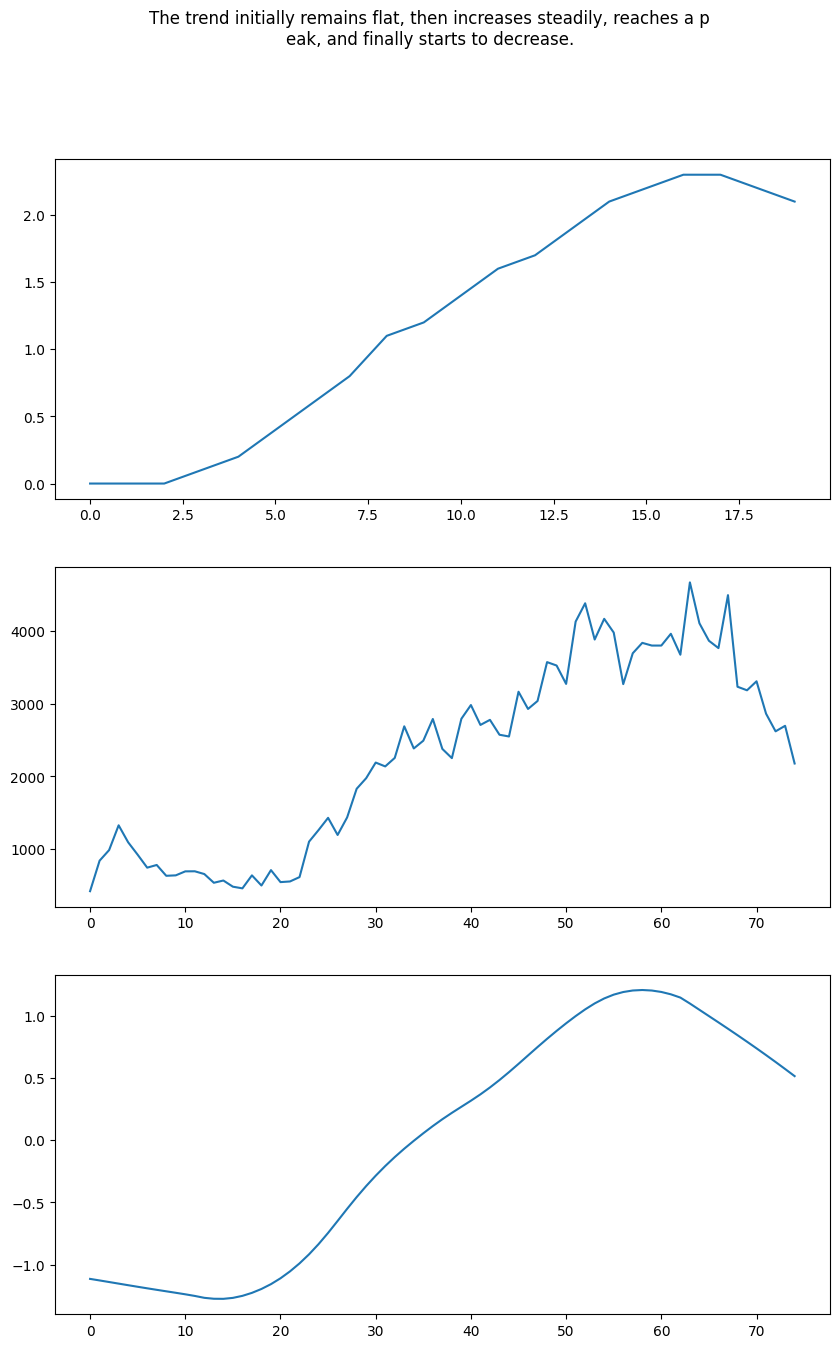 The trend initially remains flat, then increases steadily, reaches a p
eak, and finally starts to decrease.
2.0
1.5
1.0
0.5
0.0
0.0 2.5 5.0 7.5 10.0 12.5 15.0 17.5
4000
3000
2000
1000
0 10 20 30 40 50 60 70
1.0
0.5
0.0
−0.5
−1.0
0 10 20 30 40 50 60 70